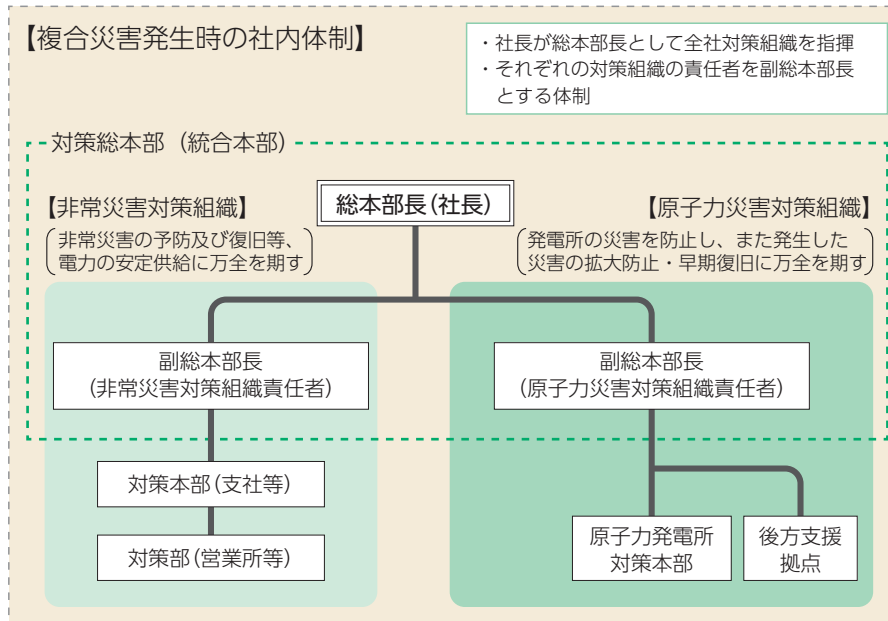 【複合災害発生時の社内体制】
・社長が総本部長として全社対策組織を指揮
・それぞれの対策組織の責任者を副総本部長
とする体制
対策総本部（統合本部）
総本部長（社長）
【非常災害対策組織】
非常災害の予防及び復旧等、
電力の安定供給に万全を期す
【原子力災害対策組織】
発電所の災害を防止し、また発生した
災害の拡大防止・早期復旧に万全を期す
副総本部長
（非常災害対策組織責任者）
副総本部長
（原子力災害対策組織責任者）
対策本部（支社等）
対策部（営業所等）
原子力発電所
対策本部
後方支援
拠点